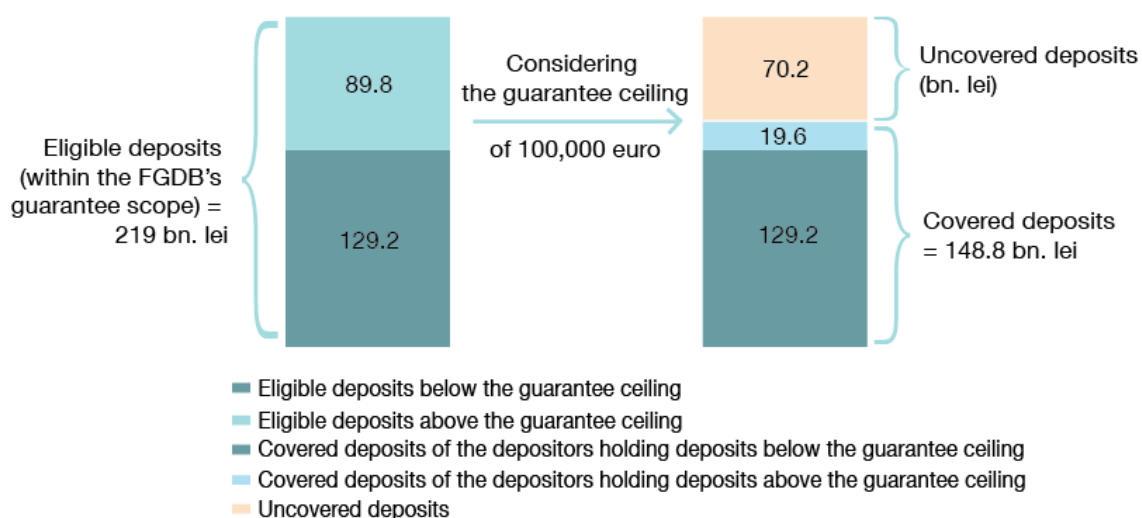 89.8
129.2
Eligible deposits
(within the FGDB's
guarantee scope) =
219 bn. lei
Considering
the guarantee ceiling
of 100,000 euro
70.2
19.6
129.2
Uncovered deposits
(bn. lei)
Covered deposits
= 148.8 bn. lei
Eligible deposits below the guarantee ceiling
Eligible deposits above the guarantee ceiling
Covered deposits of the depositors holding deposits below the guarantee ceiling
Covered deposits of the depositors holding deposits above the guarantee ceiling
Uncovered deposits